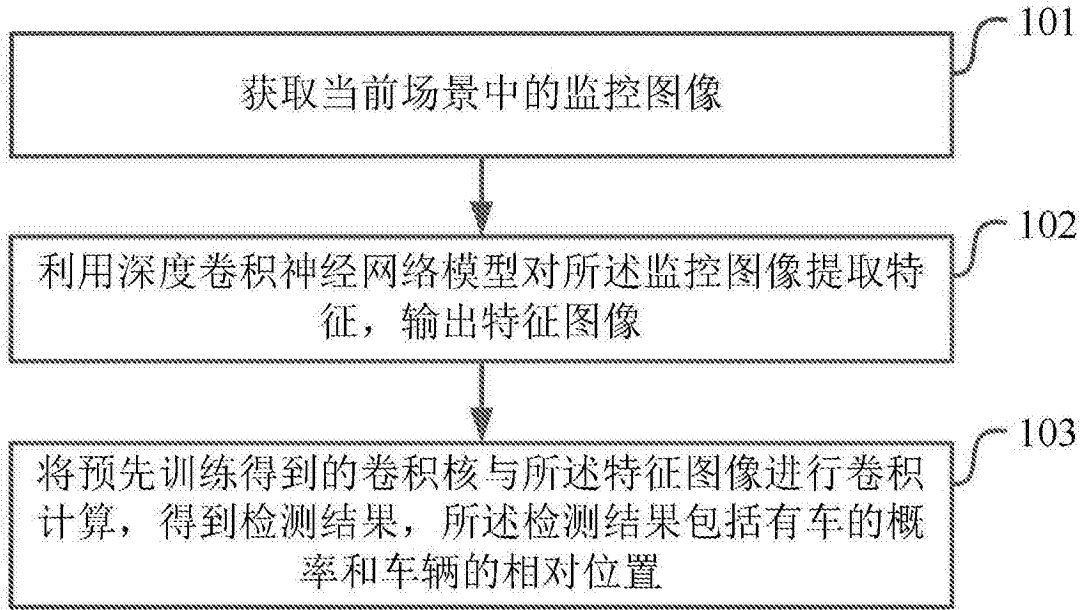 101
获取当前场景中的监控图像
102
利用深度卷积神经网络模型对所述监控图像提取特
征，输出特征图像
103
将预先训练得到的卷积核与所述特征图像进行卷积
计算，得到检测结果，所述检测结果包括有车的概
率和车辆的相对位置